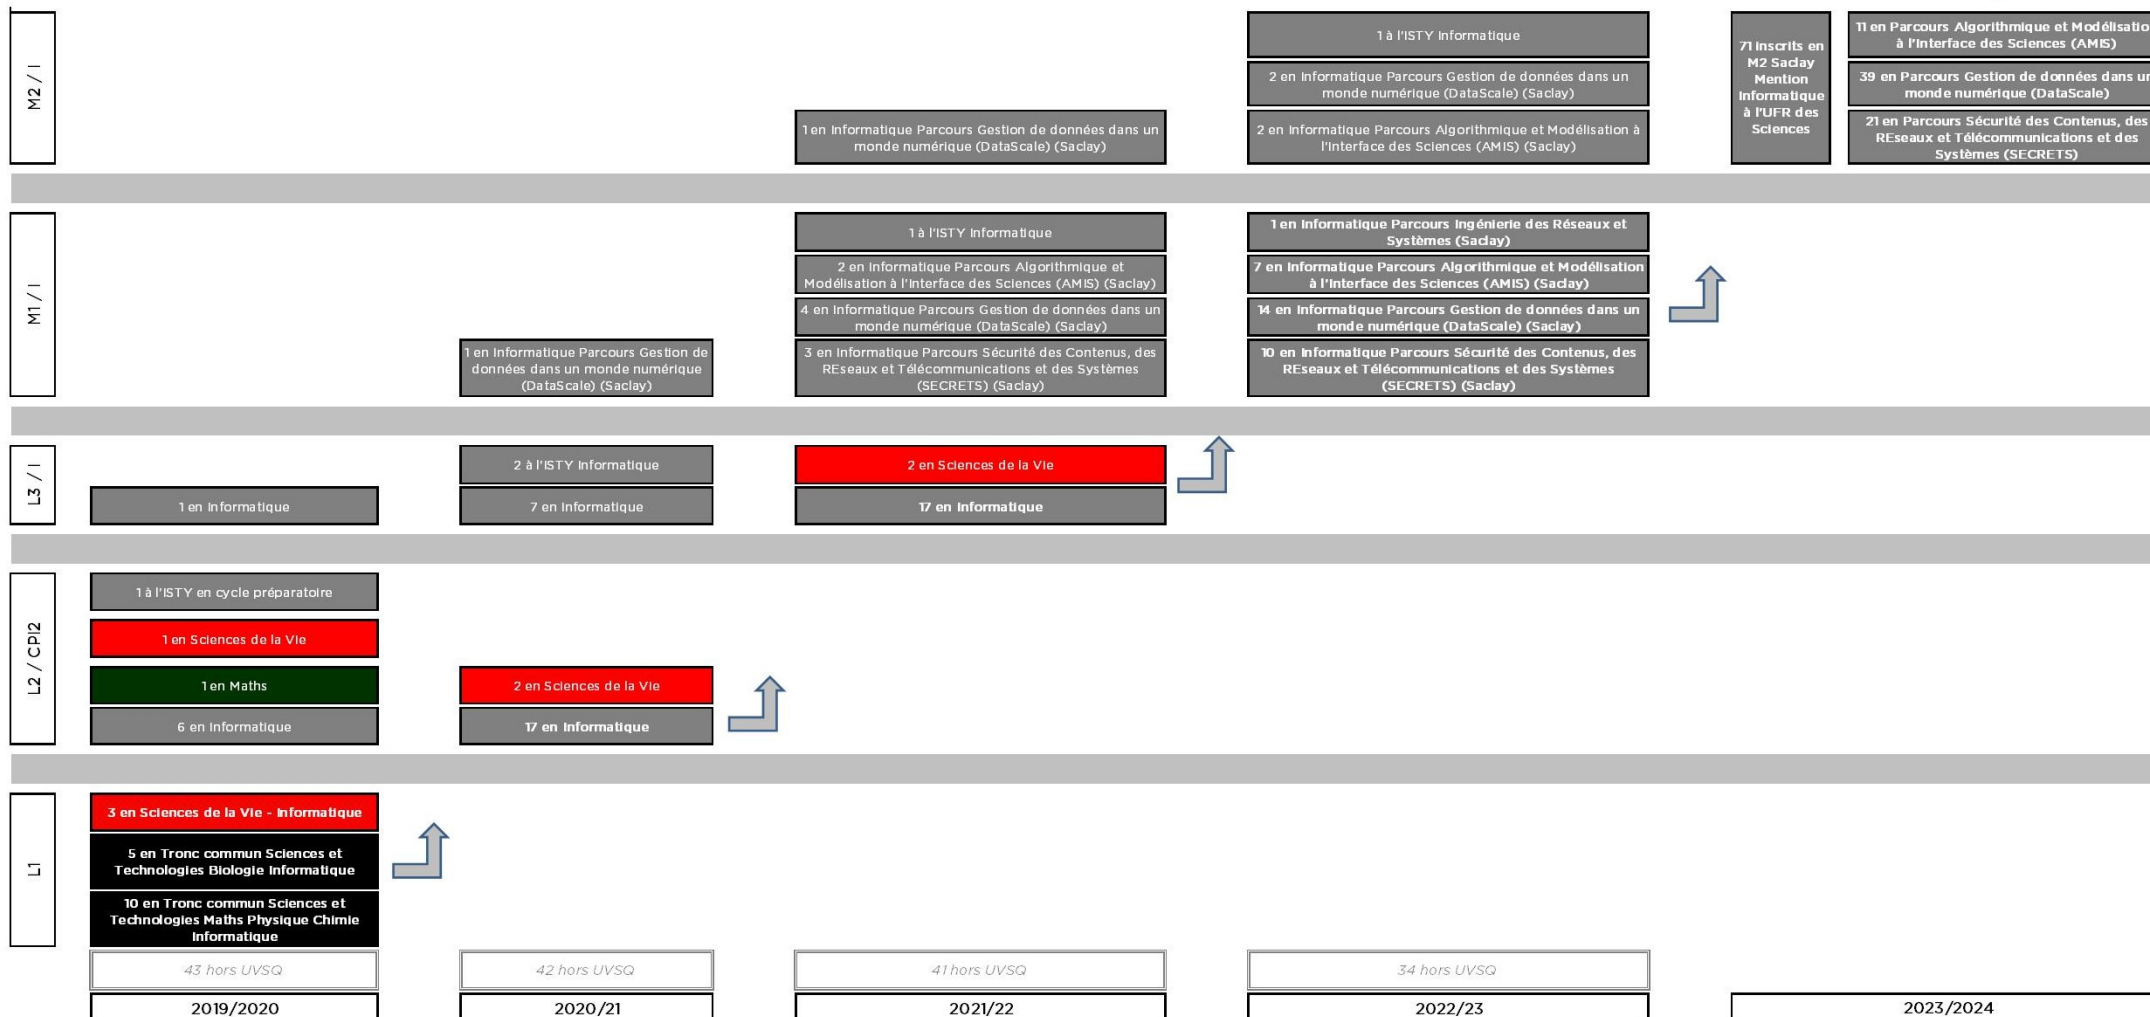 M2 / I
1 en Informatique Parcours Gestion de données dans un
monde numérique (DataScale) (Saclay)
1 à l'ISTY Informatique
2 en Informatique Parcours Gestion de données dans un
monde numérique (DataScale) (Saclay)
2 en Informatique Parcours Algorithmique et Modélisation à
l'Interface des Sciences (AMIS) (Saclay)
71 inscrits en
M2 Saclay
Mention
Informatique
à l'UFR des
Sciences
11 en Parcours Algorithmique et Modélisatio
à l'Interface des Sciences (AMIS)
39 en Parcours Gestion de données dans un
monde numérique (DataScale)
21 en Parcours Sécurité des Contenus, des
REseaux et Télécommunications et des
Systèmes (SECRETS)
M1 / I
1 en Informatique Parcours Gestion de
données dans un monde numérique
(DataScale) (Saclay)
1 à l'ISTY Informatique
2 en Informatique Parcours Algorithmique et
Modélisation à l'Interface des Sciences (AMIS) (Saclay)
4 en Informatique Parcours Gestion de données dans un
monde numérique (DataScale) (Saclay)
3 en Informatique Parcours Sécurité des Contenus, des
REseaux et Télécommunications et des Systèmes
(SECRETS) (Saclay)
1 en Informatique Parcours Ingénierie des Réseaux et
Systèmes (Saclay)
7 en Informatique Parcours Algorithmique et Modélisation
à l'Interface des Sciences (AMIS) (Saclay)
14 en Informatique Parcours Gestion de données dans un
monde numérique (DataScale) (Saclay)
10 en Informatique Parcours Sécurité des Contenus, des
REseaux et Télécommunications et des Systèmes
(SECRETS) (Saclay)
L3 / I
1 en Informatique
2 à l'ISTY Informatique
7 en Informatique
2 en Sciences de la Vie
17 en Informatique
L2 / CPI2
1 à l'ISTY en cycle préparatoire
1 en Sciences de la Vie
1 en Maths
6 en Informatique
2 en Sciences de la Vie
17 en Informatique
L1
3 en Sciences de la Vie - Informatique
5 en Tronc commun Sciences et
Technologies Biologie Informatique
10 en Tronc commun Sciences et
Technologies Maths Physique Chimie
Informatique
43 hors UVSQ
42 hors UVSQ
41 hors UVSQ
34 hors UVSQ
2019/2020
2020/21
2021/22
2022/23
2023/2024